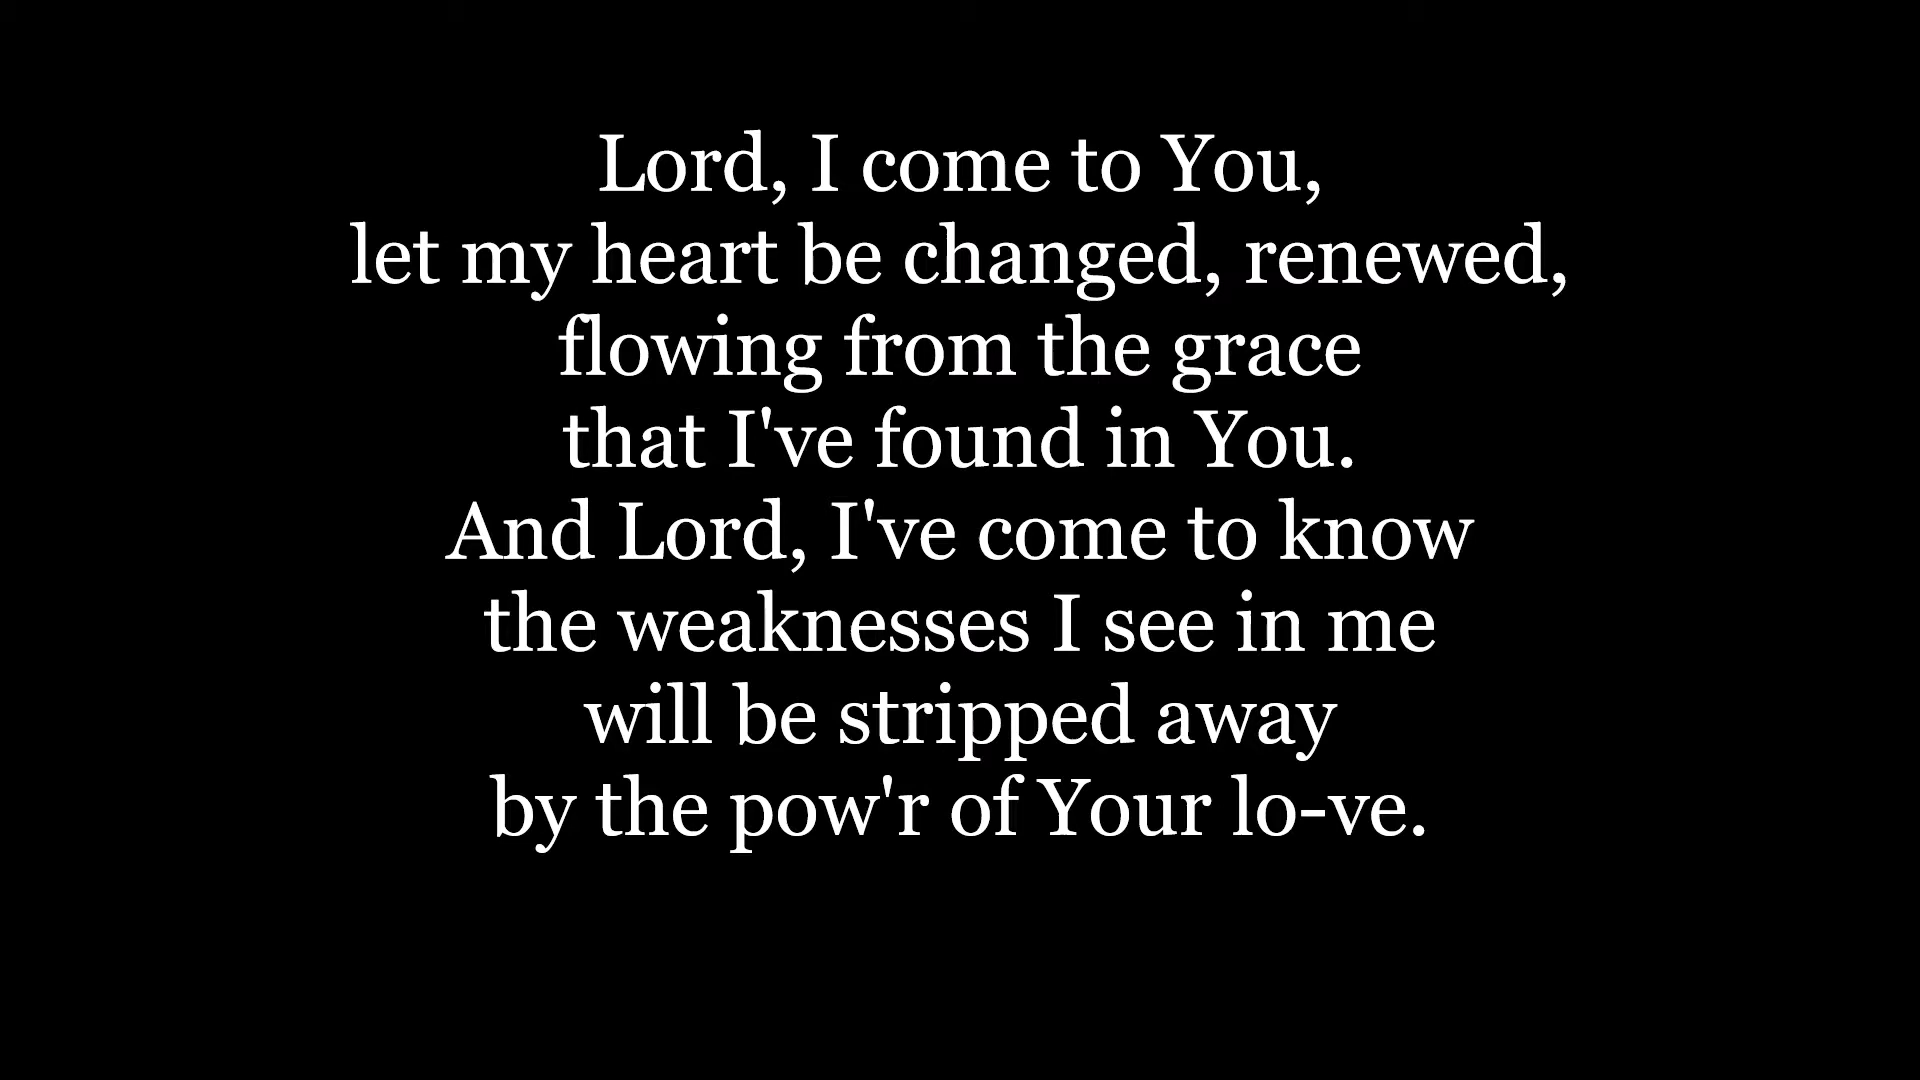 Lord, I come to You,
let my heart be changed, renewed,
flowing from the grace
that I've found in You.
And Lord, I've come to know
the weaknesses I see in me
will be stripped away
by the pow'r of Your lo-ve.